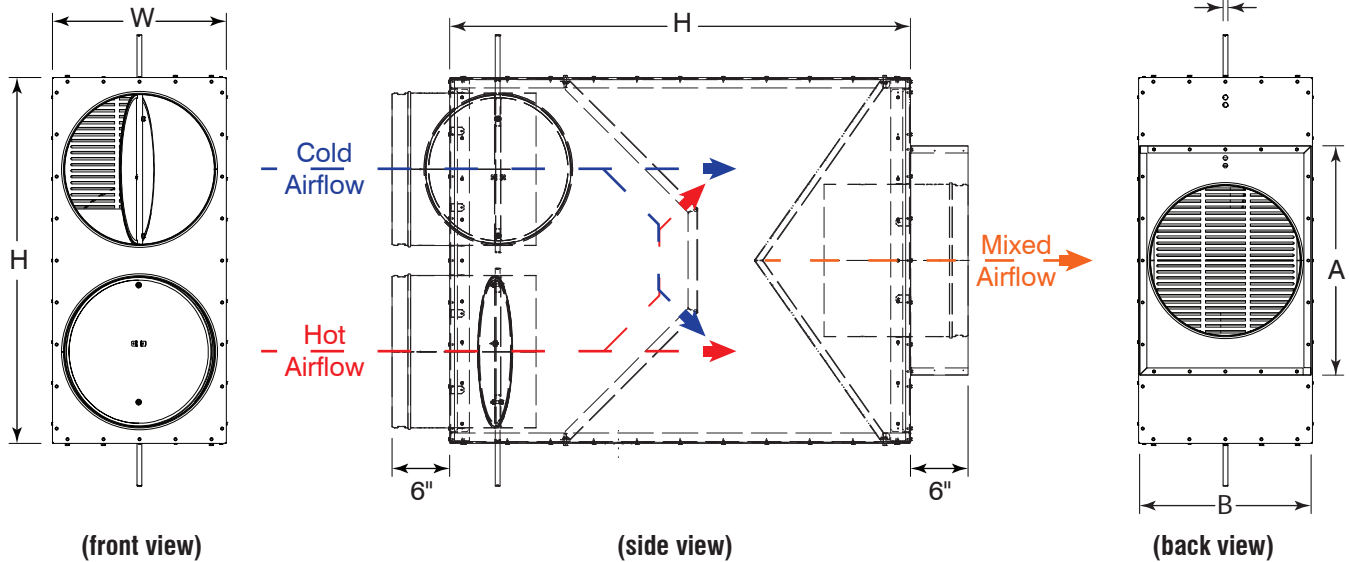 W
H
H
Cold
Airflow
Hot
Airflow
Mixed
Airflow
A
6"
6"
B
(front view)
(side view)
(back view)